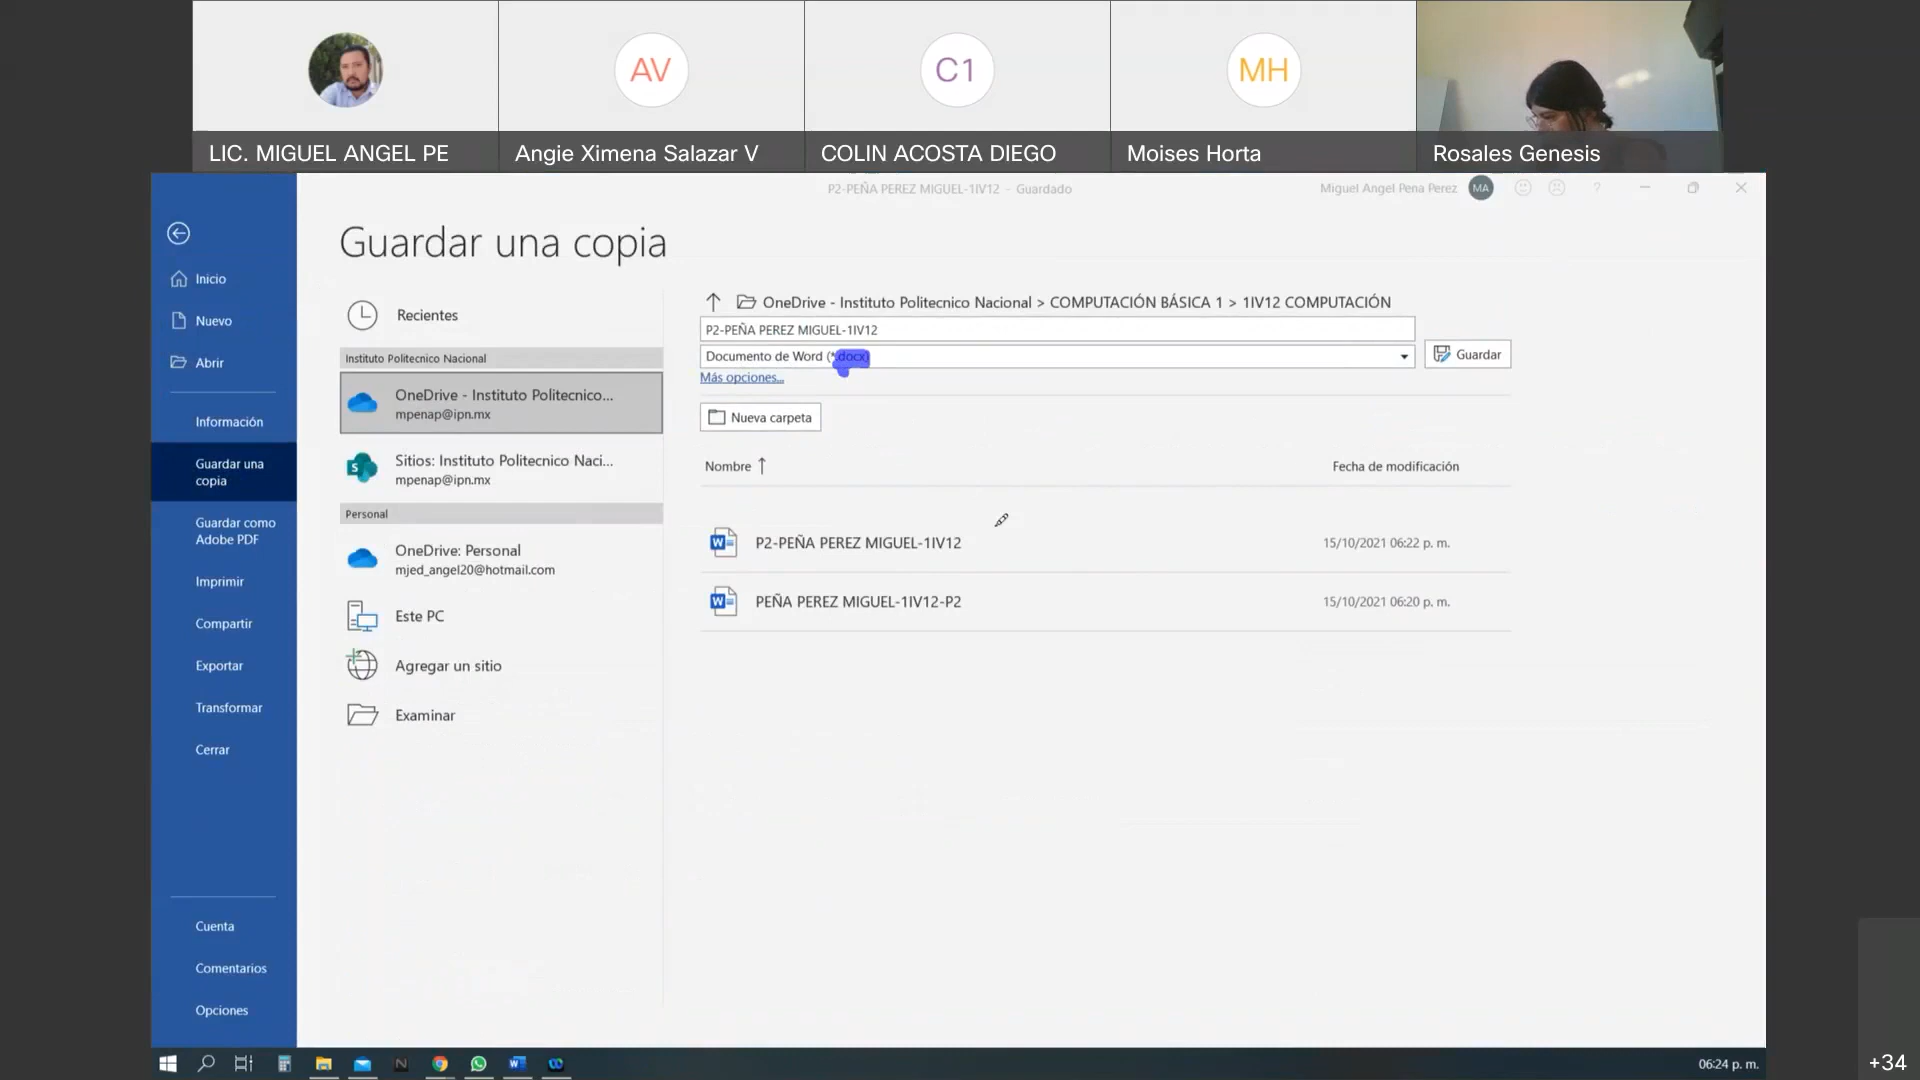 AV
C1
MH
LIC. MIGUEL ANGEL PE
Angie Ximena Salazar V
COLIN ACOSTA DIEGO
Moises Horta
Rosales Genesis
P2-PEÑA PEREZ MIGUEL-1IV12 - Guardado
Miguel Angel Pena Perez
MA
?
Inicio
Nuevo
Abrir
Información
Guardar una
copia
Guardar como
Adobe PDF
Imprimir
Compartir
Exportar
Transformar
Cerrar
Cuenta
Comentarios
Opciones
Guardar una copia
Recientes
Instituto Politecnico Nacional
OneDrive - Instituto Politecnico...
mpenap@ipn.mx
S
Sitios: Instituto Politecnico Naci...
mpenap@ipn.mx
Personal
OneDrive: Personal
mjed_angel20@hotmail.com
Este PC
Agregar un sitio
Examinar
OneDrive - Instituto Politecnico Nacional > COMPUTACIÓN BÁSICA 1 > 1IV12 COMPUTACIÓN
P2-PEÑA PEREZ MIGUEL-1IV12
Documento de Word (*.docx)
Guardar
Más opciones...
Nueva carpeta
Nombre
Fecha de modificación
W
P2-PEÑA PEREZ MIGUEL-1IV12
15/10/2021 06:22 p. m.
W
PEÑA PEREZ MIGUEL-1IV12-P2
15/10/2021 06:20 p. m.
N
W
06:24 p. m.
+34